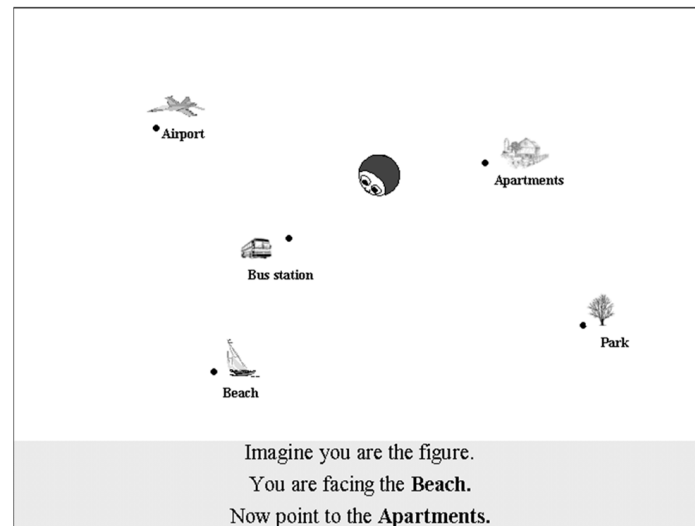 Airport
Apartments
Bus station
Park
Beach
Imagine you are the figure.
You are facing the Beach.
Now point to the Apartments.